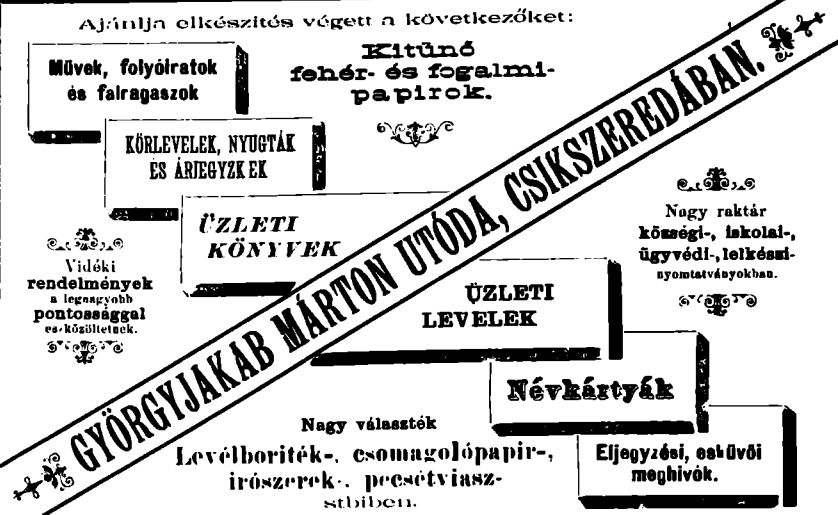 Ajánlja elkészités végett a következőket:
Művek, folyóiratok
és falragaszok
Kitünő
fehér- és fogalmi-
papirok.
KÖRLEVELEK, NYUGTÁK
ÉS ÁRJEGYZKEK
ÜZLETI
KÖNYVEK
Vidéki
rendelmények
a legnagyobb
pontossággal
eszközöltetnek.
GYÖRGYJAKAB MÁRTON UTÓDA, CSIKSZEREDÁBAN.
Nagy raktár
községi-, iskolai-,
ügyvédi-, lelkészi-
nyomtatványokban.
ÜZLETI
LEVELEK
Névkártyák
Eljegyzési, esküvői
meghivók.
Nagy választék
Levélboriték-, csomagolópapir-,
irószerek-, pecsétviasz-
stbiben.